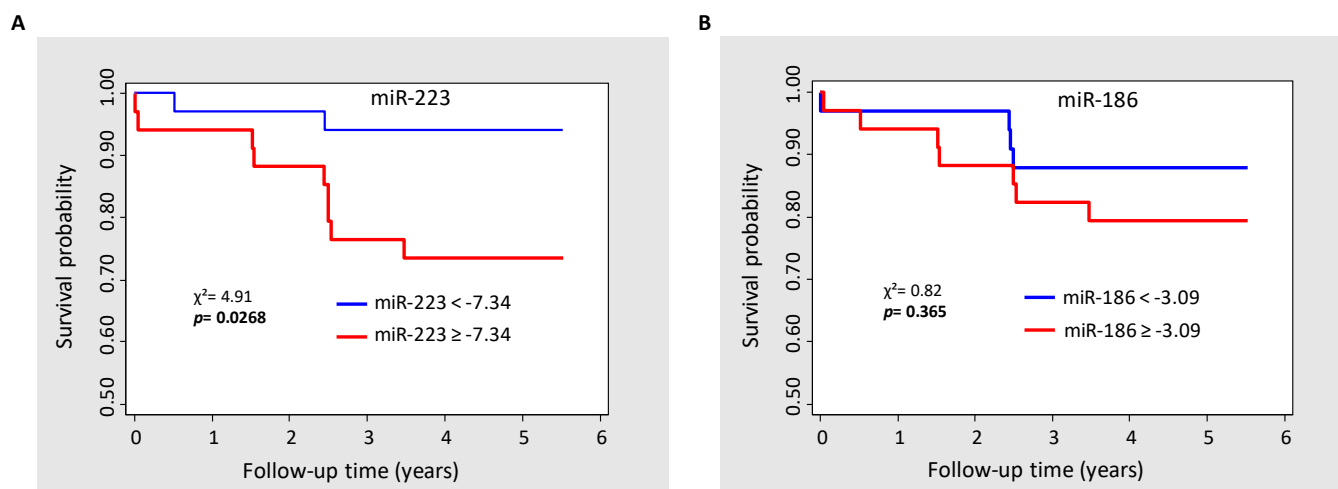 A
miR-223
Survival probability
1.00
0.90
0.80
0.70
0.60
0.50
χ²= 4.91
p= 0.0268
miR-223 < -7.34
miR-223 ≥ -7.34
0 1 2 3 4 5 6
Follow-up time (years)
B
miR-186
Survival probability
1.00
0.90
0.80
0.70
0.60
0.50
χ²= 0.82
p= 0.365
miR-186 < -3.09
miR-186 ≥ -3.09
0 1 2 3 4 5 6
Follow-up time (years)